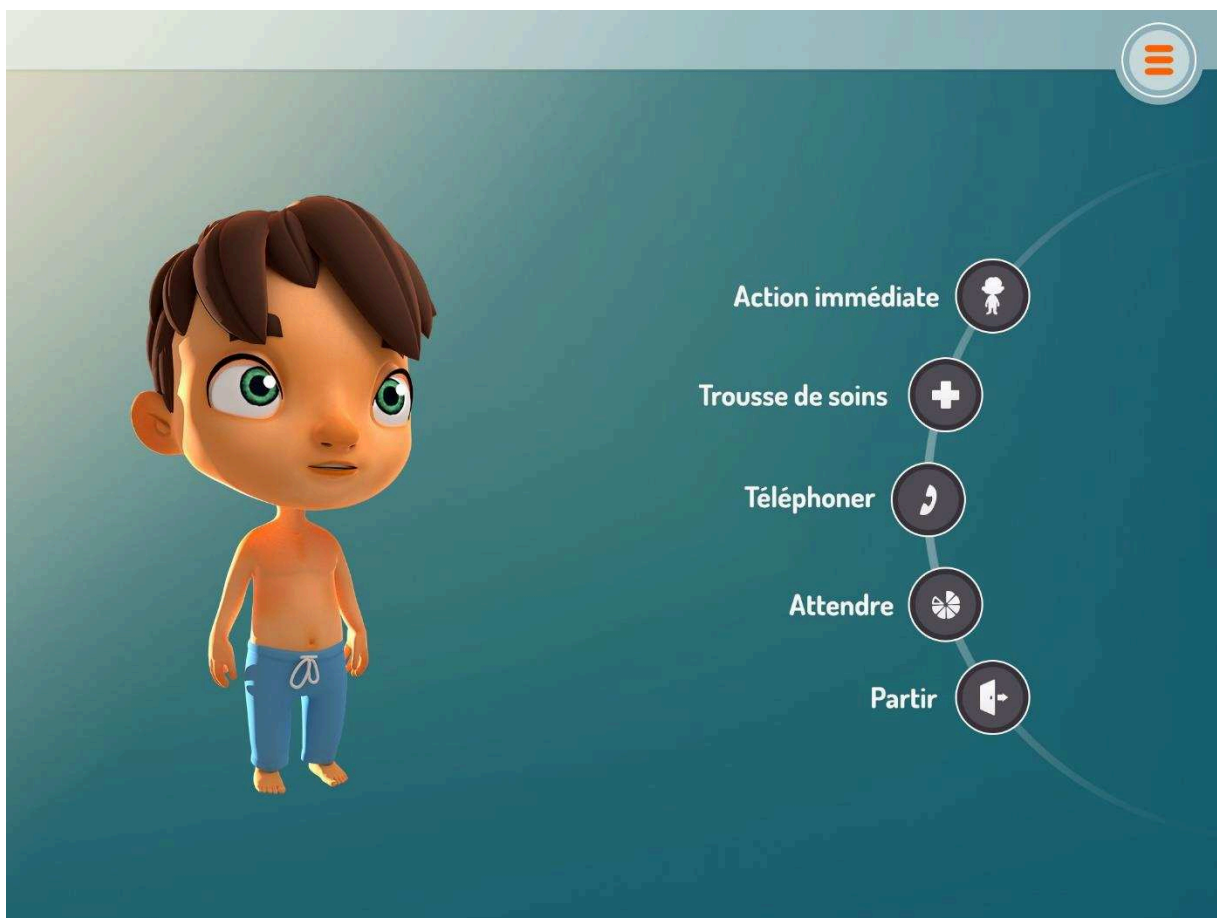 Action immédiate
Trousse de soins
Téléphoner
Attendre
Partir